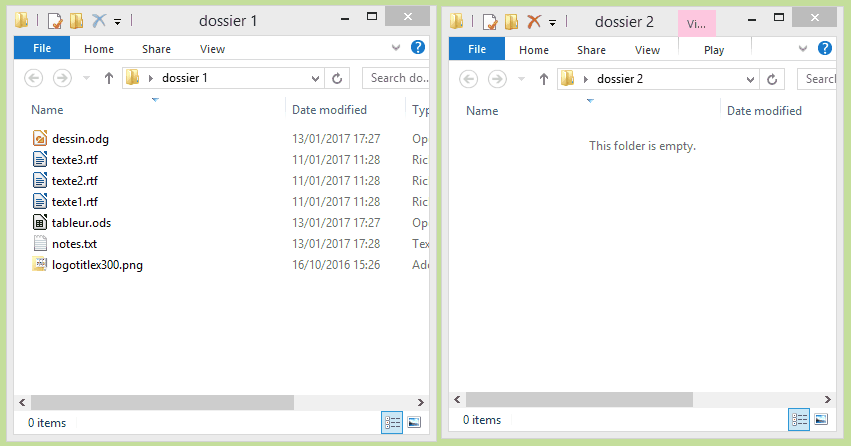 dossier 1
File Home Share View
dossier 1
Search do...
Name Date modified Ty
dessin.odg 13/01/2017 17:27 Op
texte3.rtf 11/01/2017 11:28 Ric
texte2.rtf 11/01/2017 11:28 Ric
texte1.rtf 11/01/2017 11:28 Ric
tableur.ods 13/01/2017 17:27 Op
notes.txt 13/01/2017 17:28 Tex
logotitlex300.png 16/10/2016 15:26 Ado
0 items
dossier 2 Vi...
File Home Share View Play
dossier 2
Search
Name Date modified
This folder is empty.
0 items